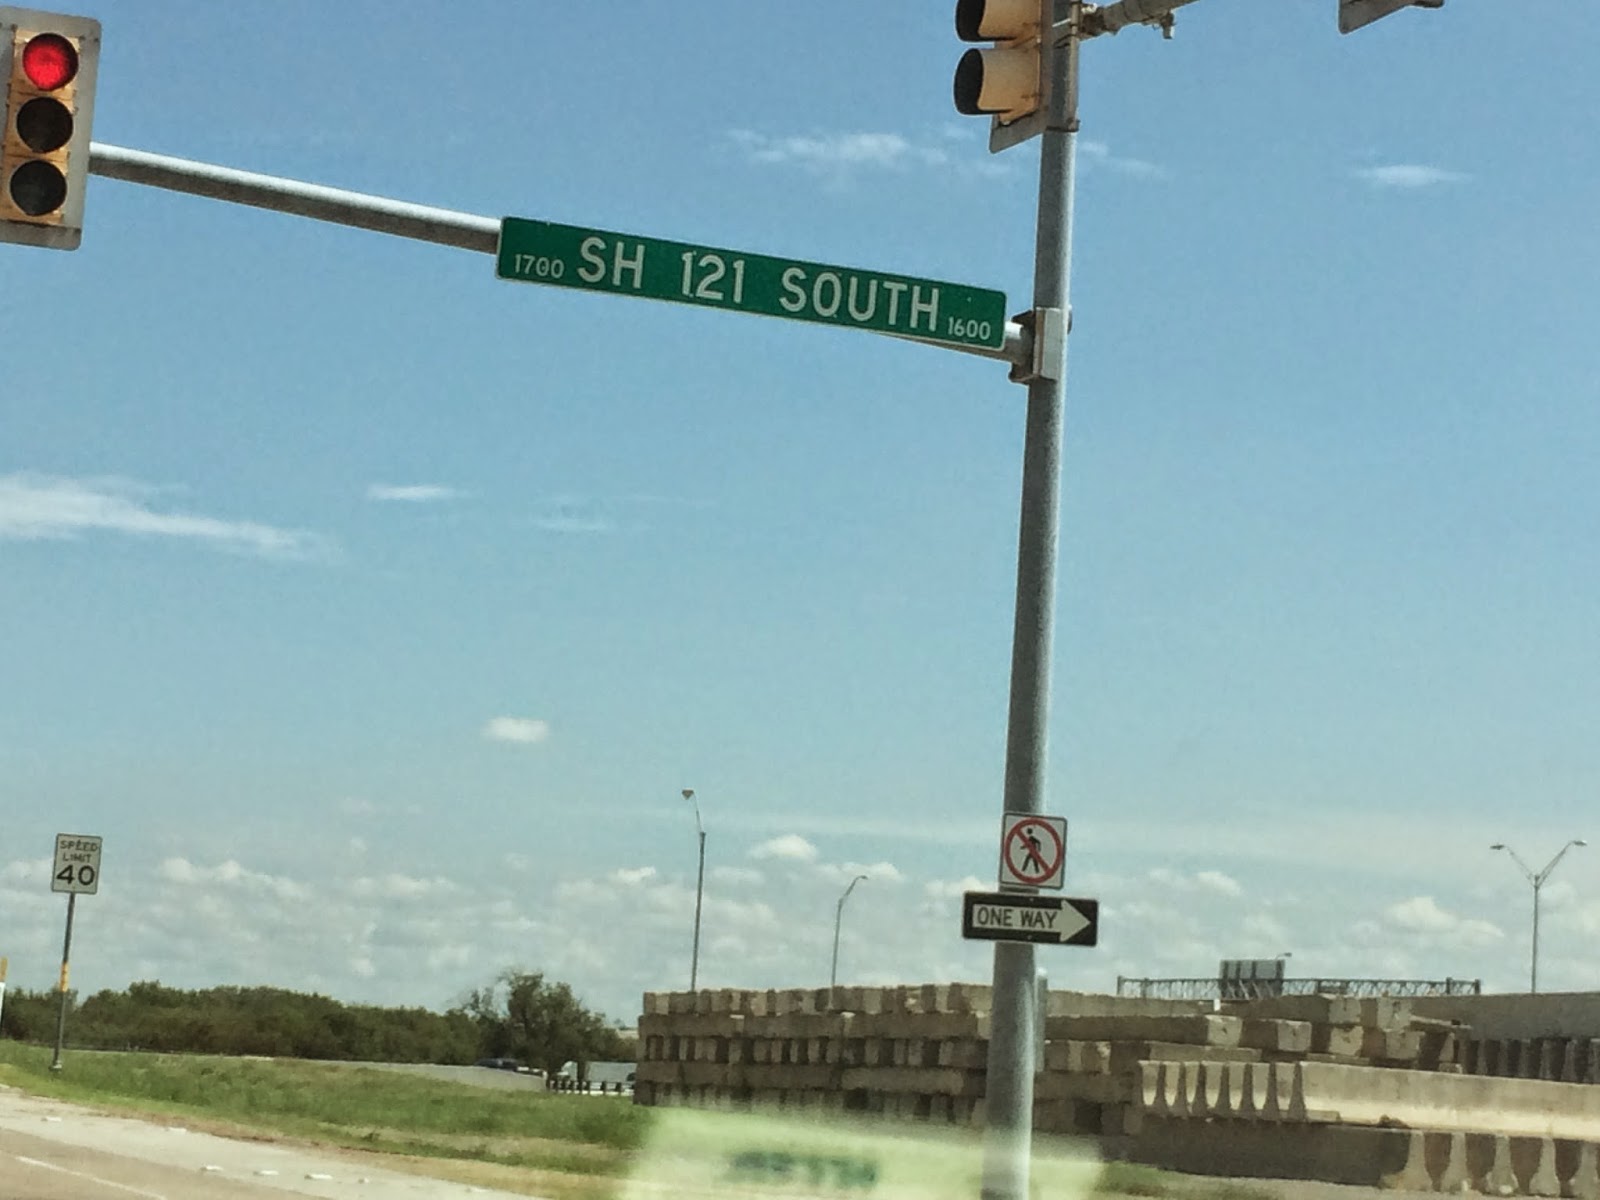 1700 SH 121 SOUTH 1600
SPEED
LIMIT
40
ONE WAY